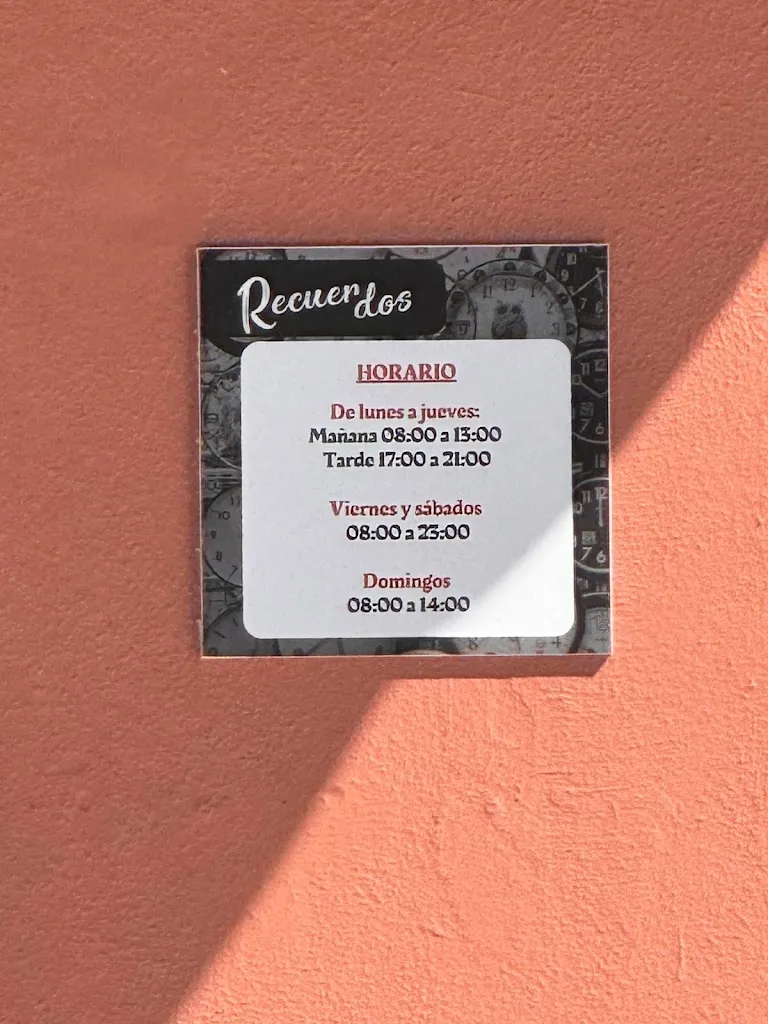 Recuerdos
HORARIO
De lunes a jueves:
Mañana 08:00 a 13:00
Tarde 17:00 a 21:00
Viernes y sábados
08:00 a 23:00
Domingos
08:00 a 14:00